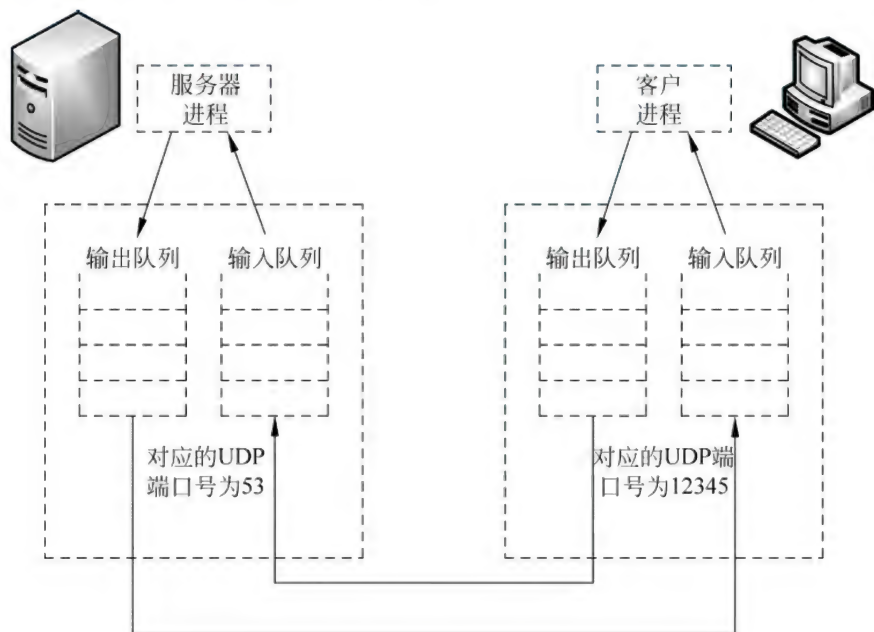 服务器
进程
客户
进程
输出队列
输入队列
输出队列
输入队列
对应的UDP
端口号为53
对应的UDP端
口号为12345